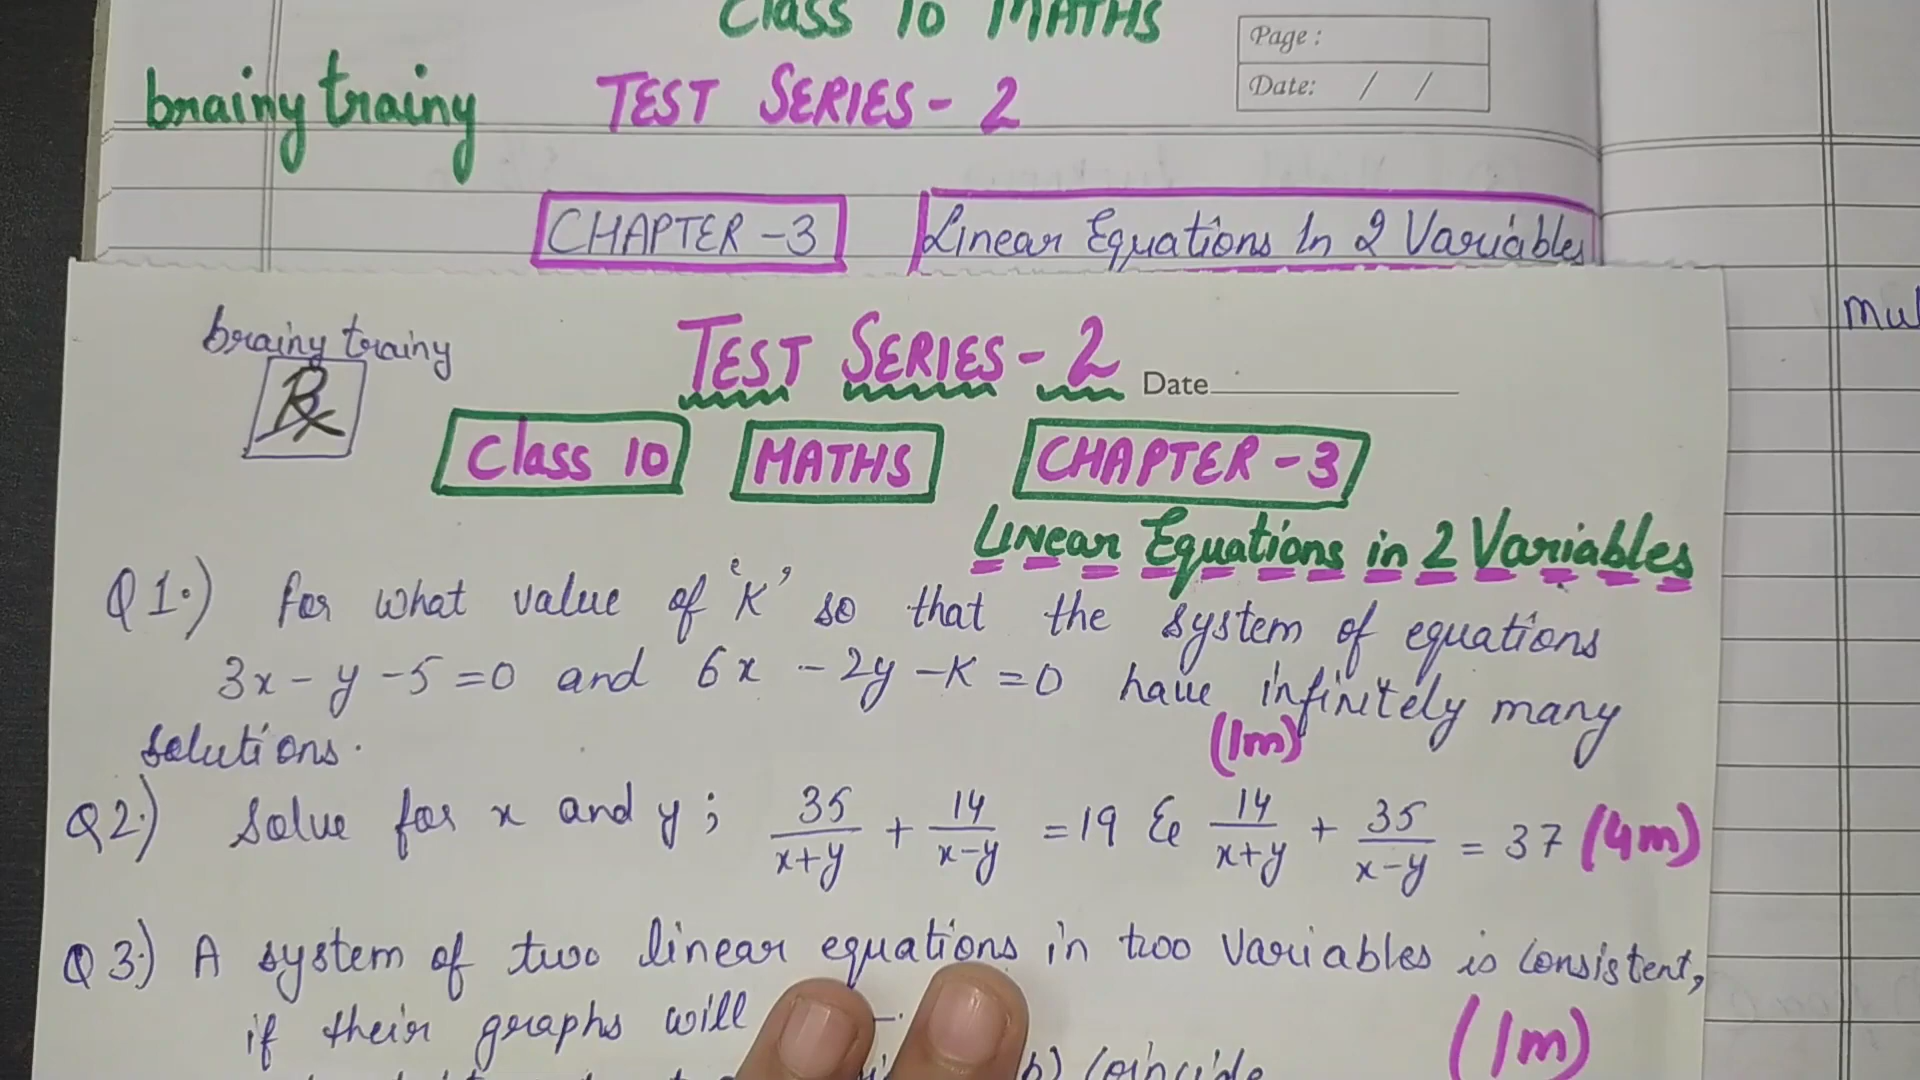 Class 10 MATHS
Page :
brainy trainy TEST SERIES - 2
Date: / /
CHAPTER - 3 Linear Equations In 2 Variables
mul
brainy trainy TEST SERIES - 2 Date
Bx
Class 10 MATHS CHAPTER - 3
LINear Equations in 2 Variables
Q1.) for what value of 'K' so that the system of equations
3x - y - 5 = 0 and 6x - 2y - K = 0 have infinitely many
solutions. (1m)
Q2.) Solve for x and y ; 35/x+y + 14/x-y = 19 & 14/x+y + 35/x-y = 37 (4m)
Q3.) A system of two linear equations in two variables is consistent,
if their graphs will —. (1m)
b) Coincide